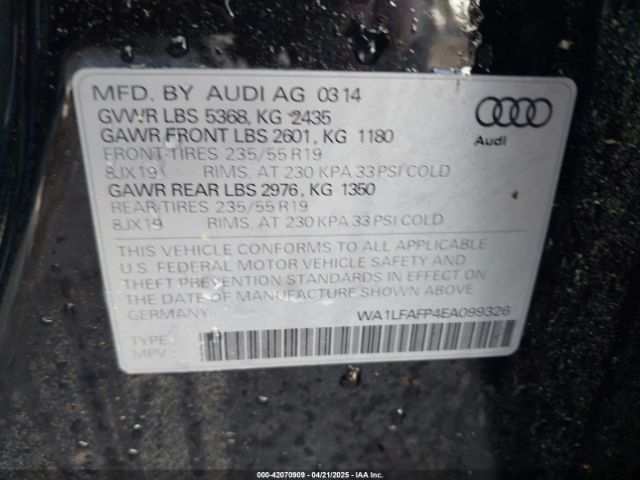 MFD. BY AUDI AG 03 14
GVWR LBS 5368, KG 2435
GAWR FRONT LBS 2601, KG 1180
FRONT-TIRES 235/55 R19
8JX19 RIMS, AT 230 KPA 33 PSI COLD
GAWR REAR LBS 2976, KG 1350
REAR-TIRES 235/55 R19
8JX19 RIMS, AT 230 KPA 33 PSI COLD
Audi
THIS VEHICLE CONFORMS TO ALL APPLICABLE
U.S. FEDERAL MOTOR VEHICLE SAFETY AND
THEFT PREVENTION STANDARDS IN EFFECT ON
THE DATE OF MANUFACTURE SHOWN ABOVE.
GERMANY WA1LFAFP4EA099326
TYPE:
MPV
000-42070909 - 04/21/2025 - IAAI.COM